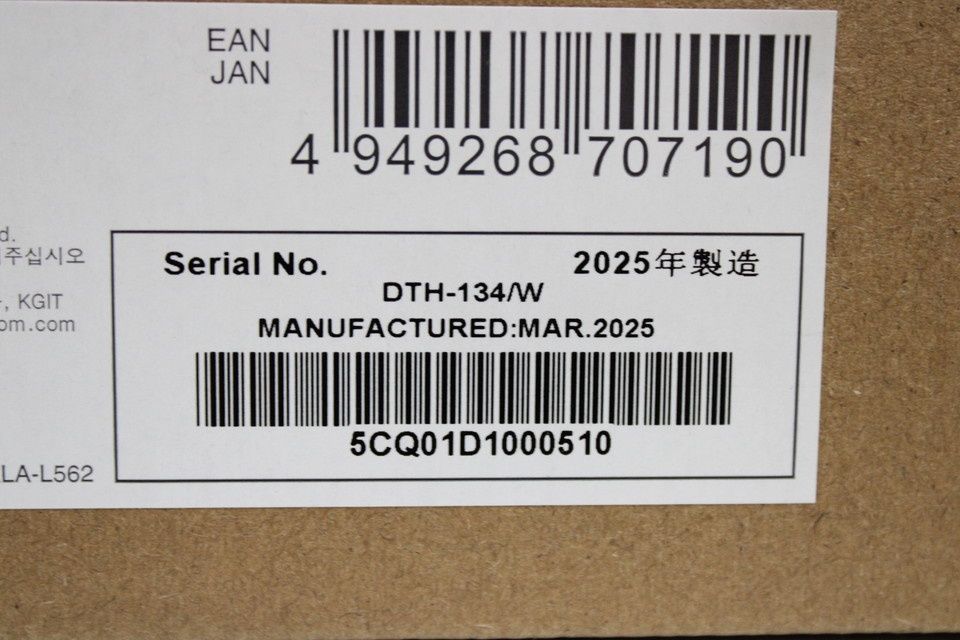 EAN
JAN
4 949268 707190
d.
주십시오
, KGIT
om.com
LA-L562
Serial No. 2025年製造
DTH-134/W
MANUFACTURED:MAR.2025
5CQ01D1000510